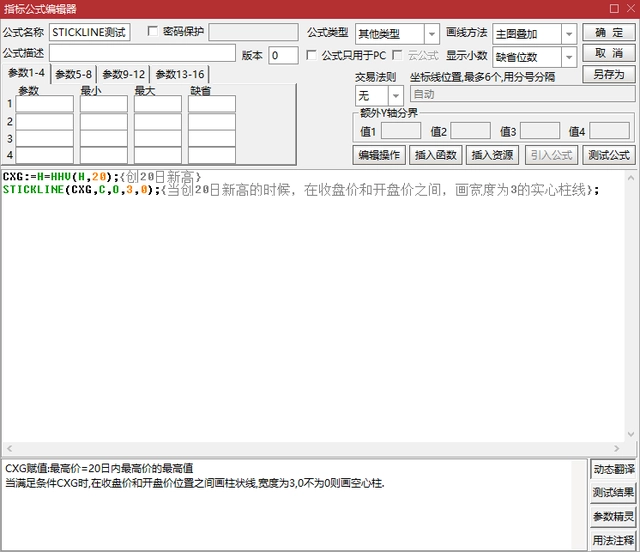 指标公式编辑器
公式名称 STICKLINE测试 密码保护 公式类型 其他类型 画线方法 主图叠加 确 定
公式描述 版本 0 公式只用于PC 云公式 显示小数 缺省位数 取 消
参数1-4 参数5-8 参数9-12 参数13-16 交易法则 坐标线位置,最多6个,用分号分隔 另存为
参数 最小 最大 缺省 无 自动
1
额外Y轴分界
2 值1 值2 值3 值4
3
4 编辑操作 插入函数 插入资源 引入公式 测试公式
CXG:=H=HHV(H,20);{创20日新高}
STICKLINE(CXG,C,O,3,0);{当创20日新高的时候，在收盘价和开盘价之间，画宽度为3的实心柱线};
CXG赋值:最高价=20日内最高价的最高值 动态翻译
当满足条件CXG时,在收盘价和开盘价位置之间画柱状线,宽度为3,0不为0则画空心柱.
测试结果
参数精灵
用法注释